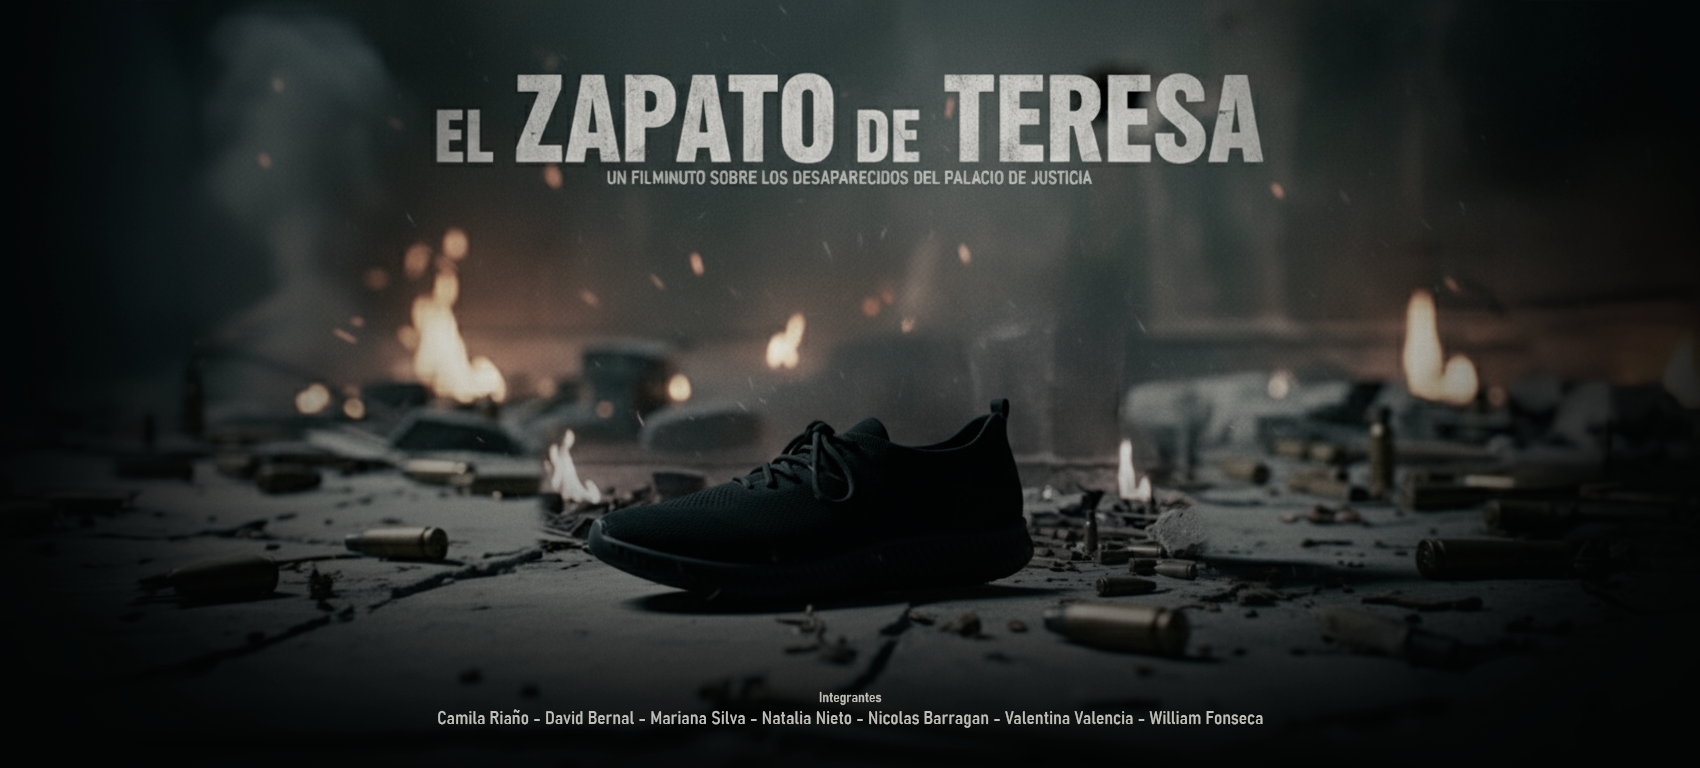 EL ZAPATO DE TERESA
UN FILMINUTO SOBRE LOS DESAPARECIDOS DEL PALACIO DE JUSTICIA
Integrantes
Camila Riaño - David Bernal - Mariana Silva - Natalia Nieto - Nicolas Barragan - Valentina Valencia - William Fonseca